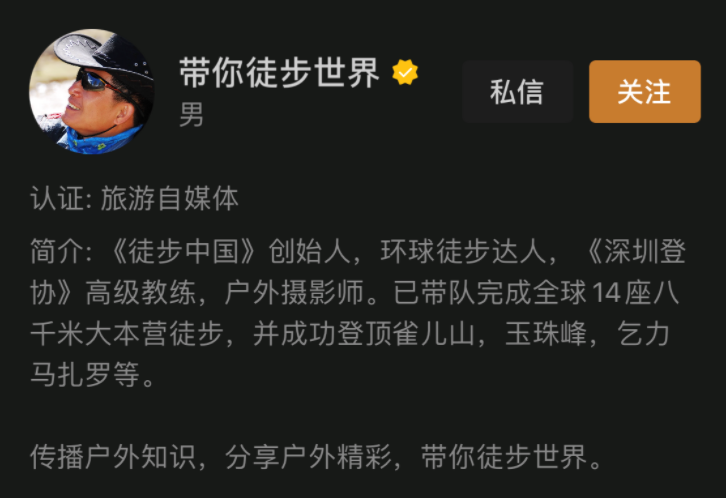 带你徒步世界
男
私信
关注
认证: 旅游自媒体
简介: 《徒步中国》创始人，环球徒步达人，《深圳登
协》高级教练，户外摄影师。已带队完成全球14座八
千米大本营徒步，并成功登顶雀儿山，玉珠峰，乞力
马扎罗等。
传播户外知识，分享户外精彩，带你徒步世界。